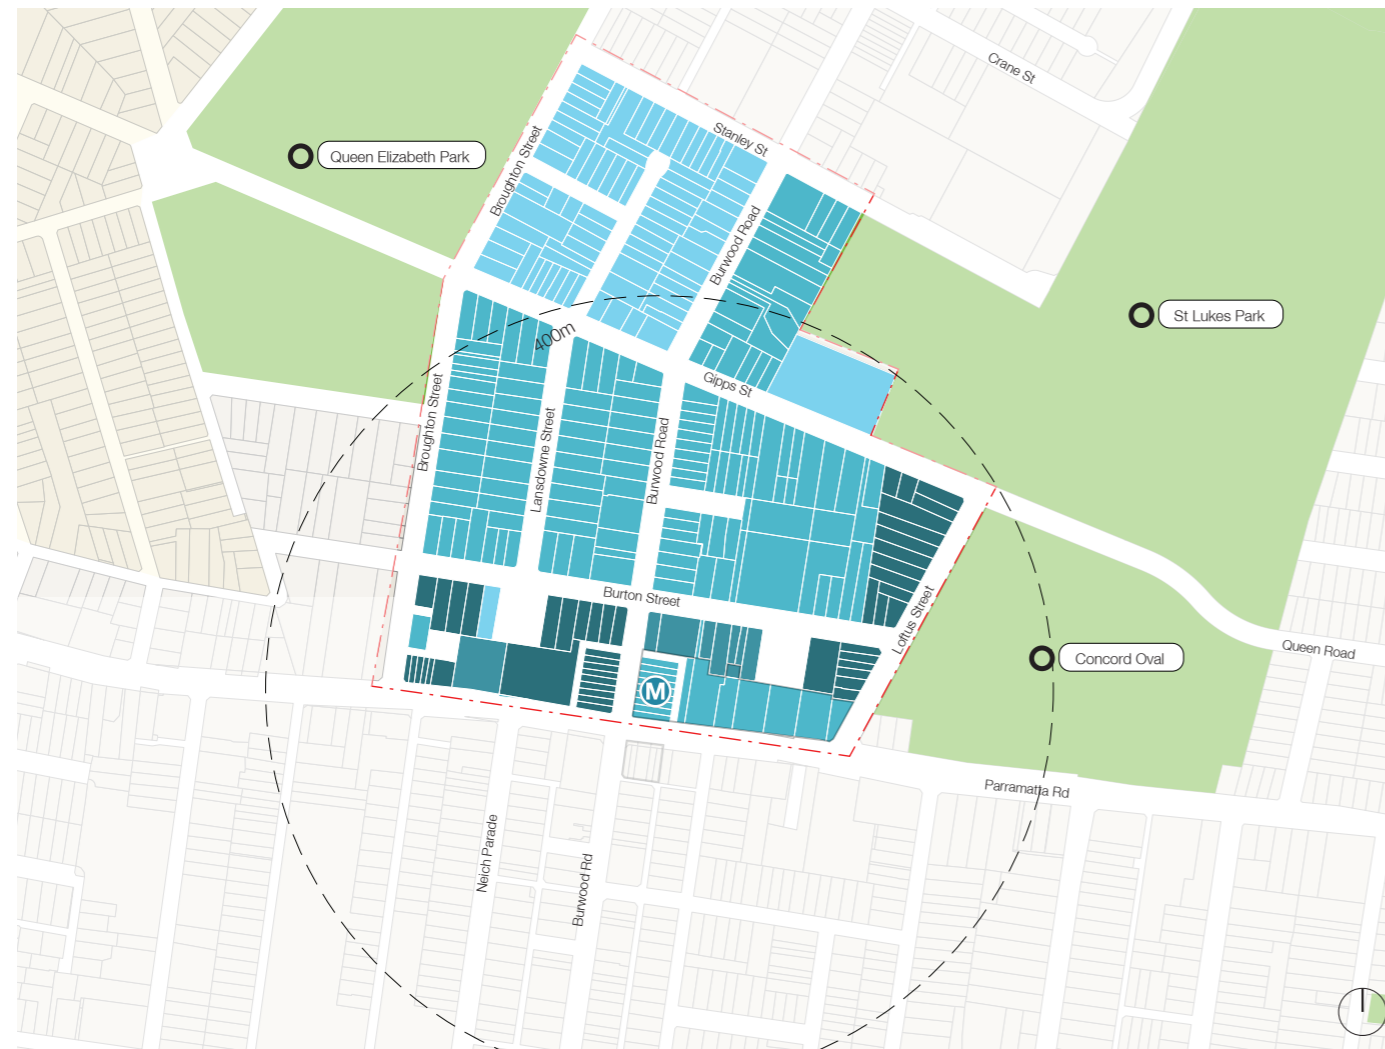 Crane St
Stanley St
Queen Elizabeth Park
Broughton Street
Burwood Road
St Lukes Park
400m
Gipps St
Broughton Street
Lansdowne Street
Burwood Road
Burton Street
Loftus Street
Queen Road
Concord Oval
M
Parramatta Rd
Neich Parade
Burwood Rd